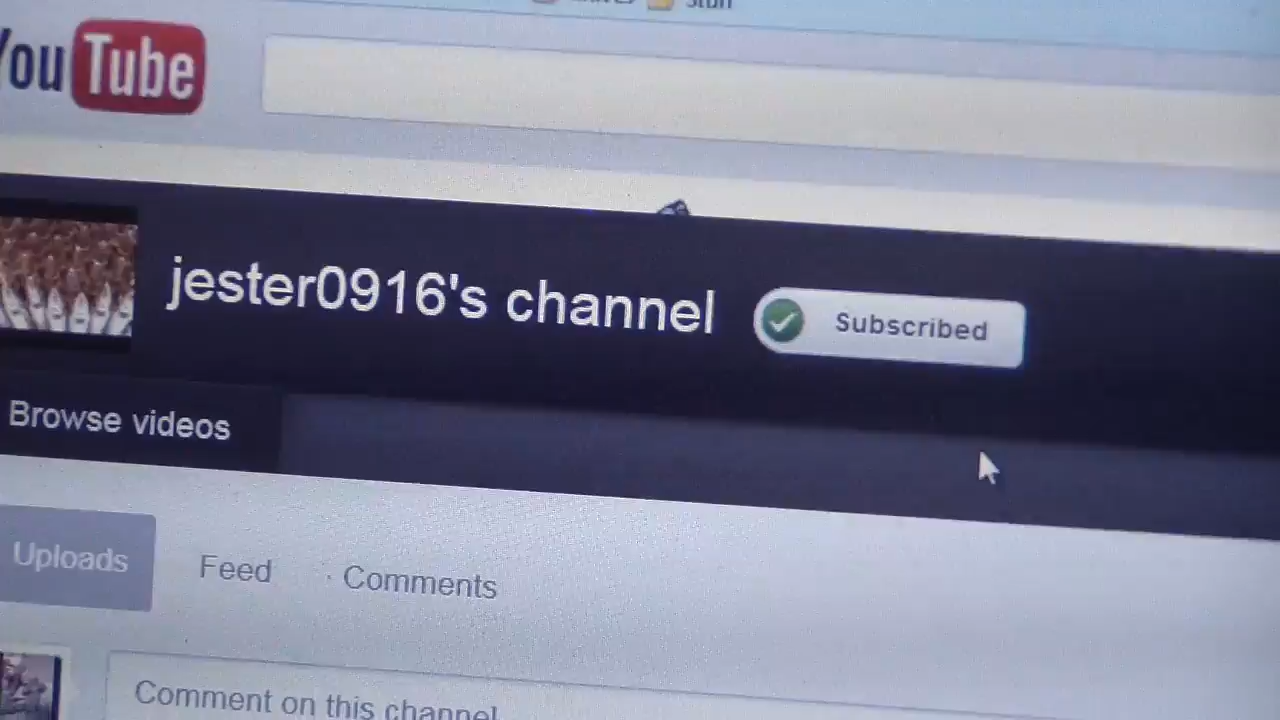 YouTube
jester0916's channel
Subscribed
Browse videos
Uploads
Feed
Comments
Comment on this channel